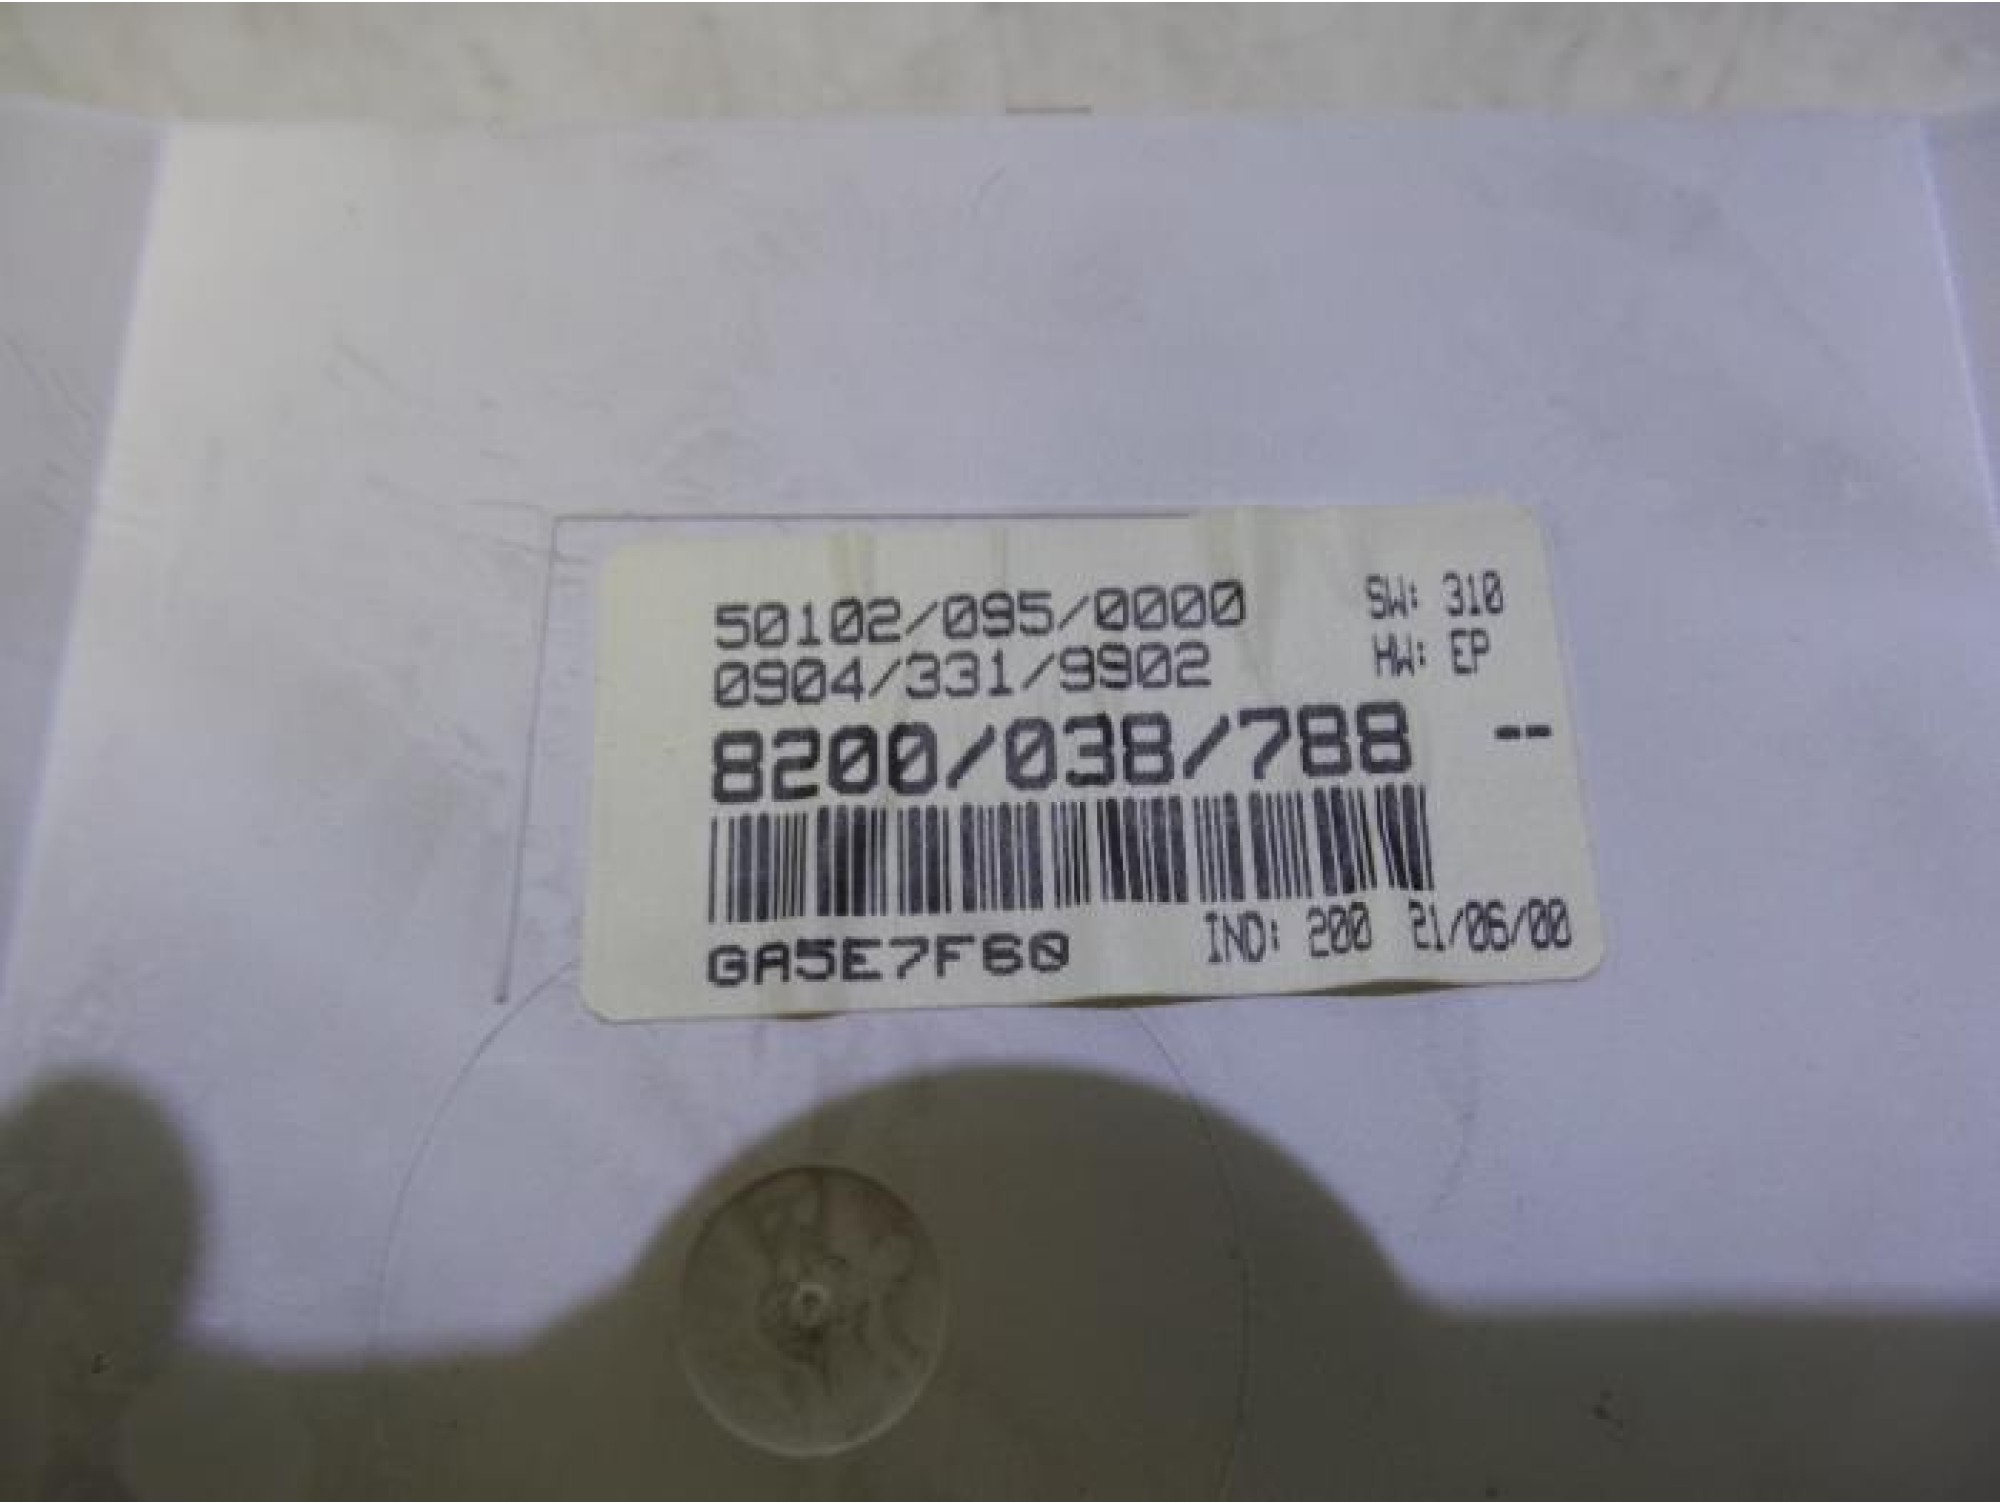 50102/095/0000 SW: 310
0904/331/9902 HW: EP
8200/038/788 --
GA5E7F60 IND: 200 21/06/00